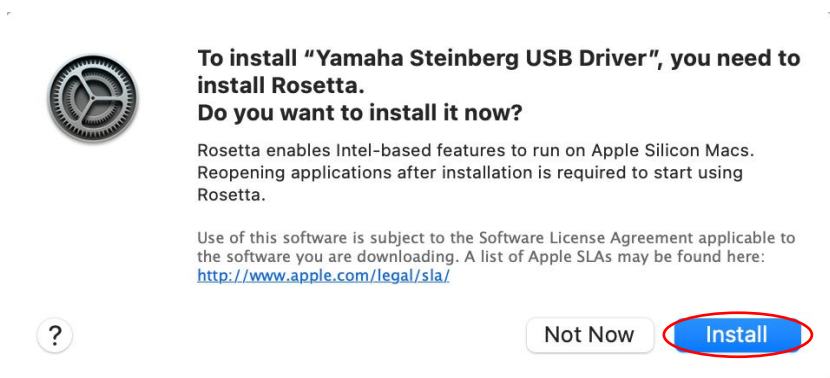 To install “Yamaha Steinberg USB Driver”, you need to
install Rosetta.
Do you want to install it now?
Rosetta enables Intel-based features to run on Apple Silicon Macs.
Reopening applications after installation is required to start using
Rosetta.
Use of this software is subject to the Software License Agreement applicable to
the software you are downloading. A list of Apple SLAs may be found here:
http://www.apple.com/legal/sla/
?
Not Now
Install